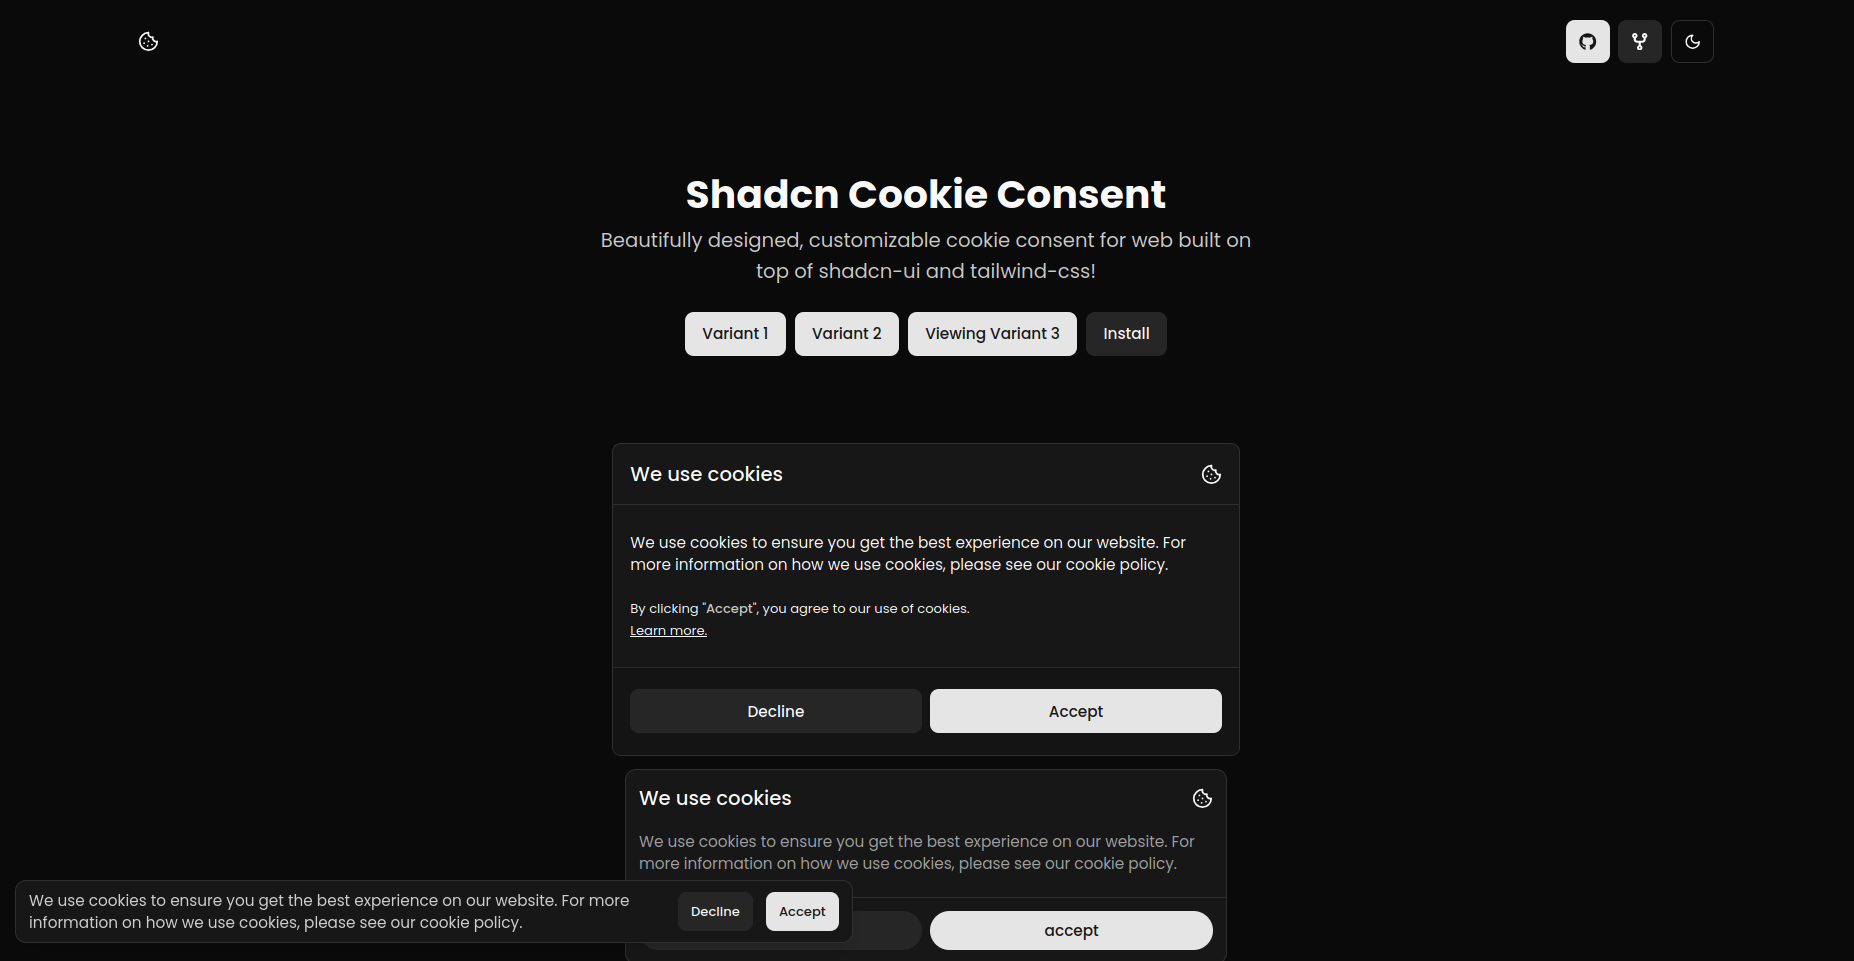 Shadcn Cookie Consent
Beautifully designed, customizable cookie consent for web built on
top of shadcn-ui and tailwind-css!
Variant 1
Variant 2
Viewing Variant 3
Install
We use cookies
We use cookies to ensure you get the best experience on our website. For
more information on how we use cookies, please see our cookie policy.
By clicking "Accept", you agree to our use of cookies.
Learn more.
Decline
Accept
We use cookies
We use cookies to ensure you get the best experience on our website. For
more information on how we use cookies, please see our cookie policy.
accept
We use cookies to ensure you get the best experience on our website. For more
information on how we use cookies, please see our cookie policy.
Decline
Accept